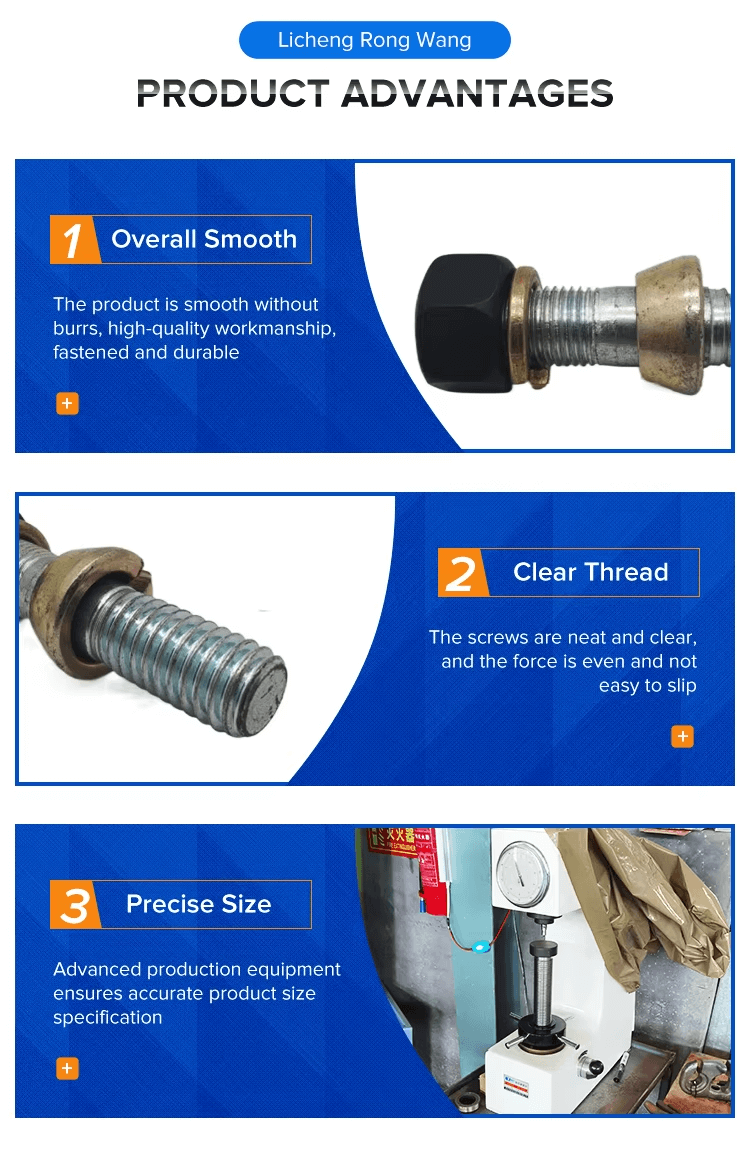 Licheng Rong Wang
PRODUCT ADVANTAGES
1 Overall Smooth
The product is smooth without
burrs, high-quality workmanship,
fastened and durable
+
2 Clear Thread
The screws are neat and clear,
and the force is even and not
easy to slip
+
3 Precise Size
Advanced production equipment
ensures accurate product size
specification
+